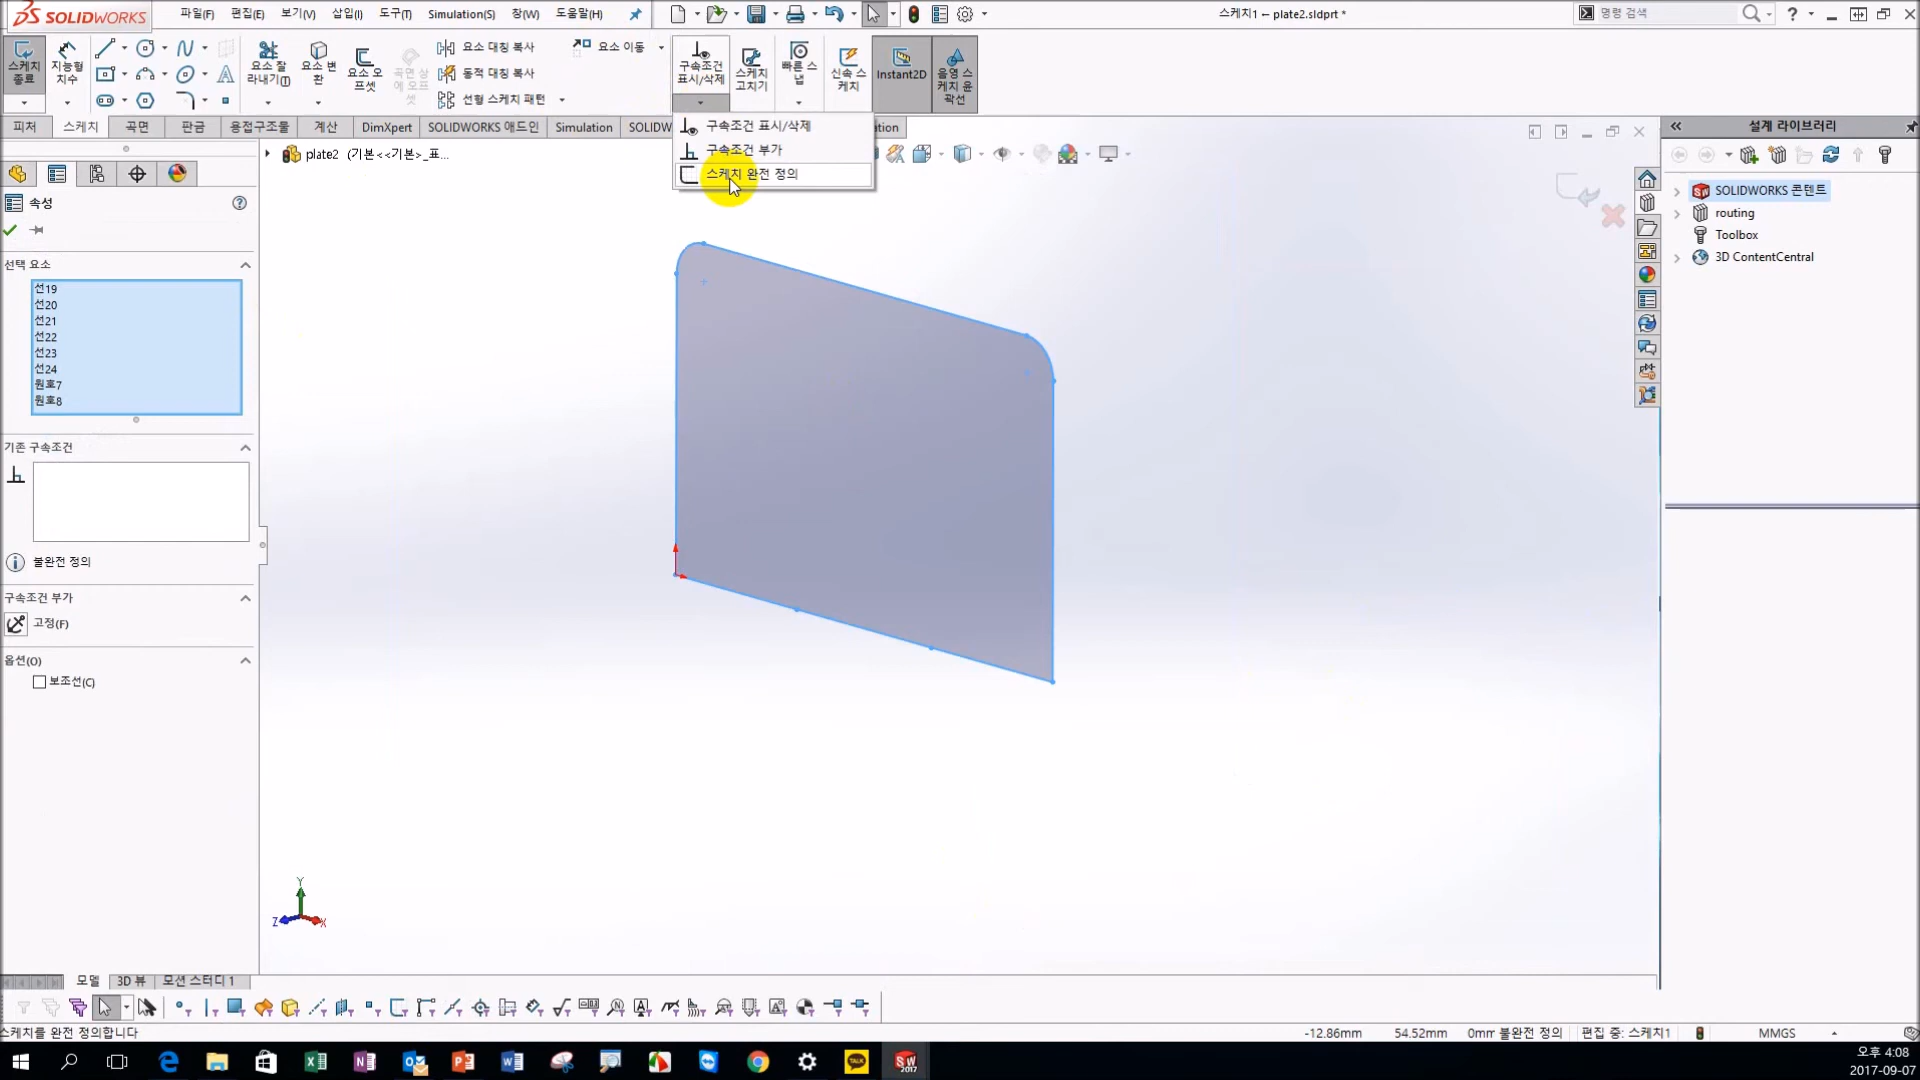 SOLIDWORKS
파일(F) 편집(E) 보기(V) 삽입(I) 도구(T) Simulation(S) 창(W) 도움말(H)
스케치1 ← plate2.sldprt *
명령 검색
스케치 종료
지능형 치수
요소 잘라내기(T)
요소 변환
요소 오프셋
곡면 상에 오프셋
요소 대칭 복사
동적 대칭 복사
선형 스케치 패턴
요소 이동
구속조건 표시/삭제
스케치 고치기
빠른 스냅
신속 스케치
Instant2D
음영 스케치 윤곽선
피처 스케치 곡면 판금 용접구조물 계산 DimXpert SOLIDWORKS 애드인 Simulation SOLIDW
ation
구속조건 표시/삭제
구속조건 부가
스케치 완전 정의
plate2 (기본<<기본>_표...
속성
선택 요소
선19
선20
선21
선22
선23
선24
원호7
원호8
기존 구속조건
불완전 정의
구속조건 부가
고정(F)
옵션(O)
보조선(C)
설계 라이브러리
SOLIDWORKS 콘텐트
routing
Toolbox
3D ContentCentral
Y
Z
X
모델 3D 뷰 모션 스터디 1
스케치를 완전 정의합니다
-12.86mm 54.52mm 0mm 불완전 정의 편집 중: 스케치1 MMGS
오후 4:08
2017-09-07